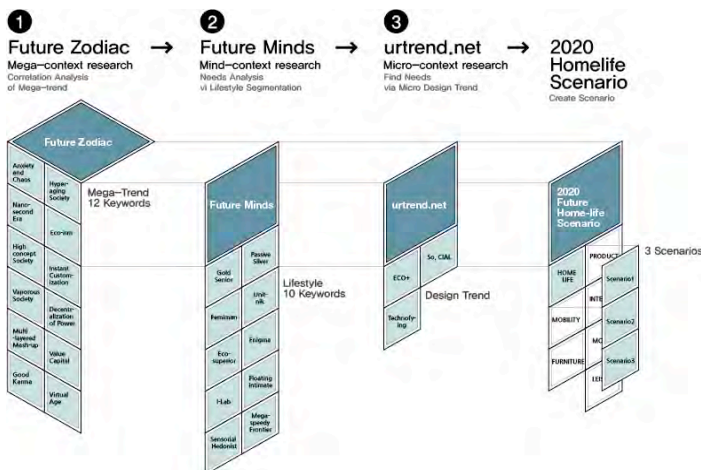 1
Future Zodiac →
Mega-context research
Correlation Analysis
of Mega-trend
2
Future Minds →
Mind-context research
Needs Analysis
vi Lifestyle Segmentation
3
urtrend.net →
Micro-context research
Find Needs
via Micro Design Trend
2020
Homelife
Scenario
Create Scenario
Future Zodiac
Anxiety
and
Chaos
Hyper-
aging
Society
Nano-
second
Era
Eco-ism
High
concept
Society
Instant
Custom-
ization
Vaporous
Society
Decentr-
alization
of Power
Multi
-layered
Mash-up
Value
Capital
Good
Karma
Virtual
Age
Mega-Trend
12 Keywords
Future Minds
Gold
Senior
Passive
Silver
Unit-
nik
Eco-
superior
Enigma
I-Lab
Floating
Intimate
Sensorial
Hedonist
Mega-
speedy
Frontier
Lifestyle
10 Keywords
urtrend.net
ECO+
So, CIAL
Technofy-
ing
Design Trend
2020
Future
Home-life
Scenario
HOME
LIFE
PRODUCT
INTE
MOBILITY
MO
FURNITURE
LEI
Scenario1
Scenario2
Scenario3
3 Scenarios